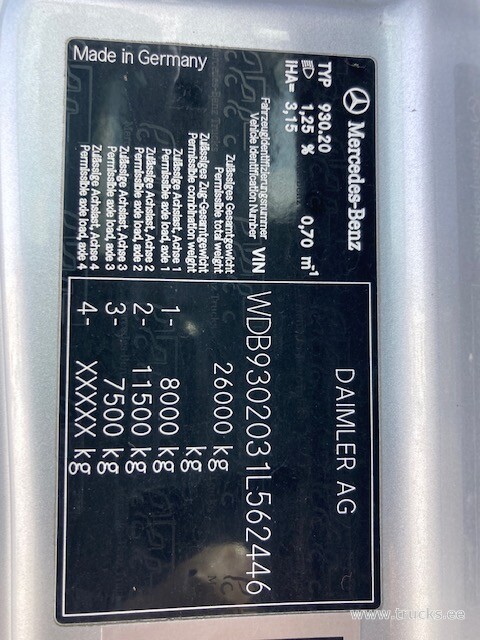 Mercedes-Benz
DAIMLER AG
TYP 930.20
1,25 % 0,70 m⁻¹
IHA= 3,15
Fahrzeugidentifizierungsnummer
Vehicle Identification Number VIN WDB9302031L562446
Zulässiges Gesamtgewicht
Permissible total weight 26000 kg
Zulässiges Zug-Gesamtgewicht
Permissible combination weight kg
Zulässige Achslast, Achse 1
Permissible axle load, axle 1 1- 8000 kg
Zulässige Achslast, Achse 2
Permissible axle load, axle 2 2- 11500 kg
Zulässige Achslast, Achse 3
Permissible axle load, axle 3 3- 7500 kg
Zulässige Achslast, Achse 4
Permissible axle load, axle 4 4- XXXXX kg
Made in Germany
www.trucks.ee